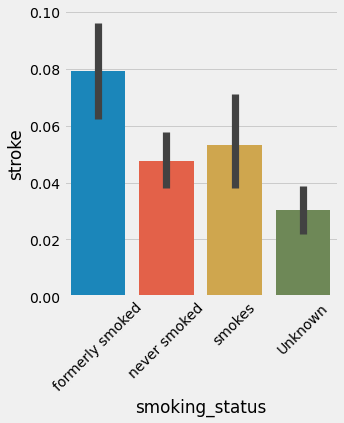 0.10
0.08
0.06
0.04
0.02
0.00
stroke
formerly smoked
never smoked
smokes
Unknown
smoking_status